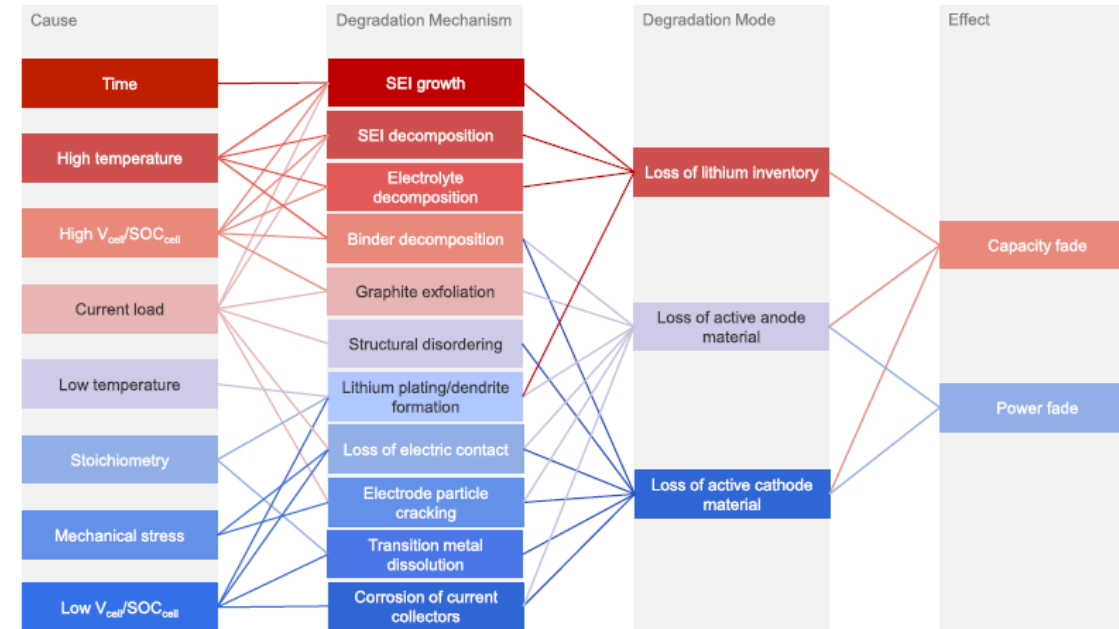 Cause
Degradation Mechanism
Degradation Mode
Effect
Time
High temperature
High Vcell/SOCcell
Current load
Low temperature
Stoichiometry
Mechanical stress
Low Vcell/SOCcell
SEI growth
SEI decomposition
Electrolyte
decomposition
Binder decomposition
Graphite exfoliation
Structural disordering
Lithium plating/dendrite
formation
Loss of electric contact
Electrode particle
cracking
Transition metal
dissolution
Corrosion of current
collectors
Loss of lithium inventory
Loss of active anode
material
Loss of active cathode
material
Capacity fade
Power fade